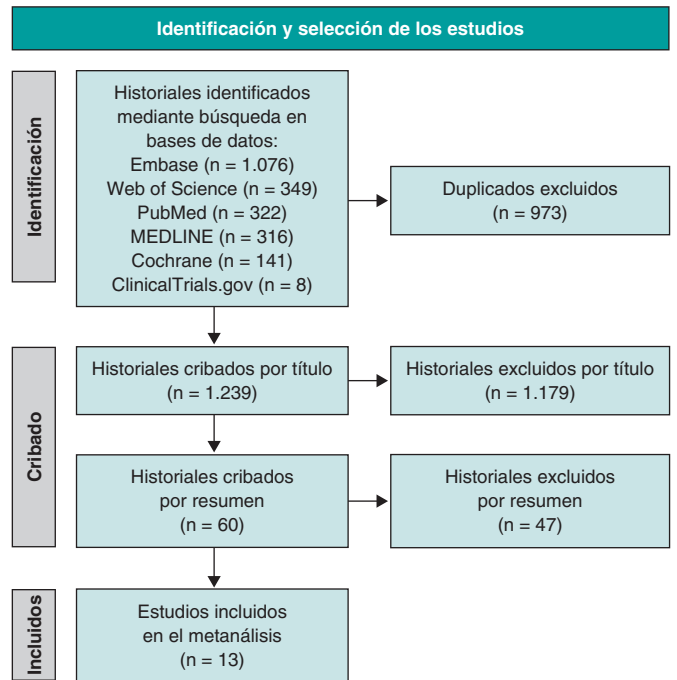 Identificación y selección de los estudios
Identificación
Historiales identificados
mediante búsqueda en
bases de datos:
Embase (n = 1.076)
Web of Science (n = 349)
PubMed (n = 322)
MEDLINE (n = 316)
Cochrane (n = 141)
ClinicalTrials.gov (n = 8)
Duplicados excluidos
(n = 973)
Cribado
Historiales cribados por título
(n = 1.239)
Historiales excluidos por título
(n = 1.179)
Historiales cribados
por resumen
(n = 60)
Historiales excluidos
por resumen
(n = 47)
Incluidos
Estudios incluidos
en el metanálisis
(n = 13)